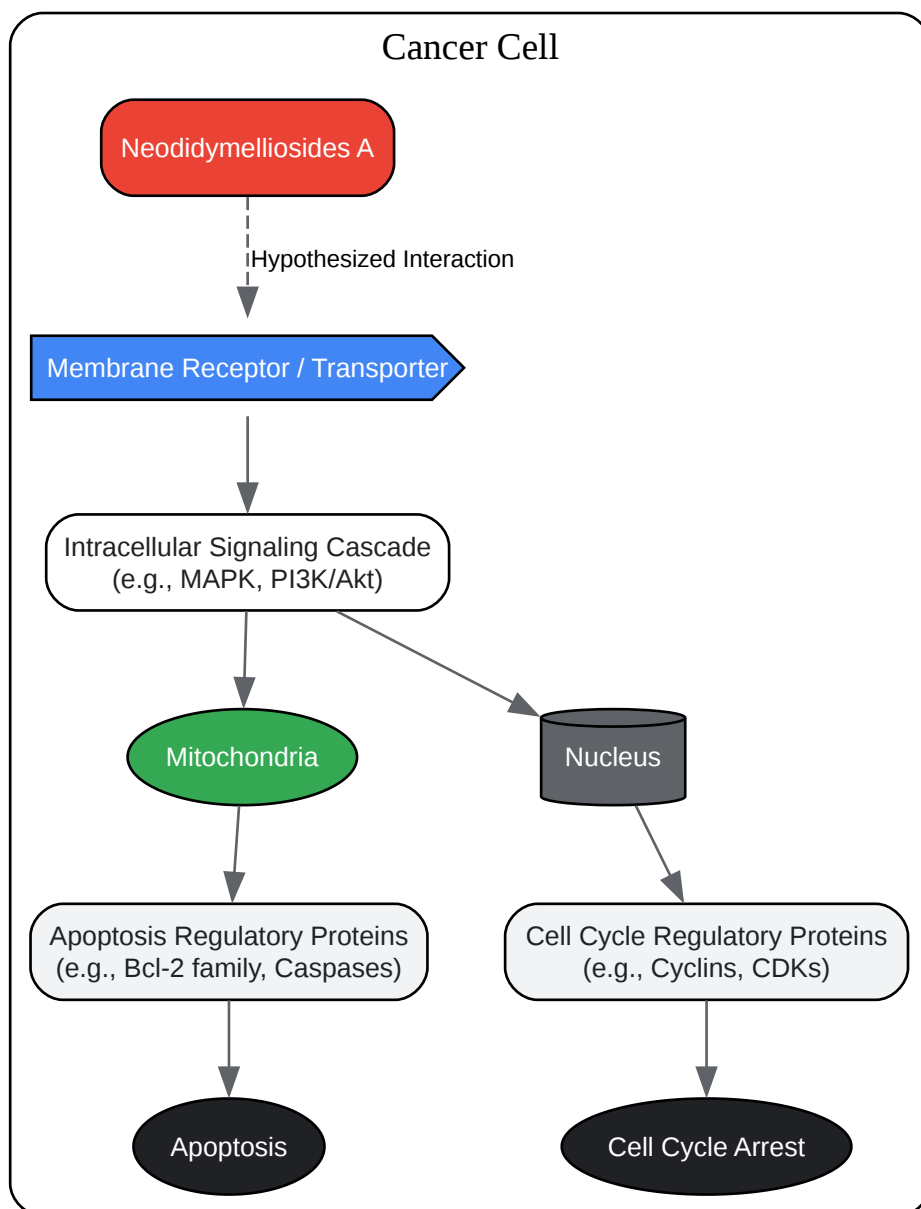 Cancer Cell
Neodidymelliosides A
Hypothesized Interaction
Membrane Receptor / Transporter
Intracellular Signaling Cascade
(e.g., MAPK, PI3K/Akt)
Mitochondria
Nucleus
Apoptosis Regulatory Proteins
(e.g., Bcl-2 family, Caspases)
Cell Cycle Regulatory Proteins
(e.g., Cyclins, CDKs)
Apoptosis
Cell Cycle Arrest